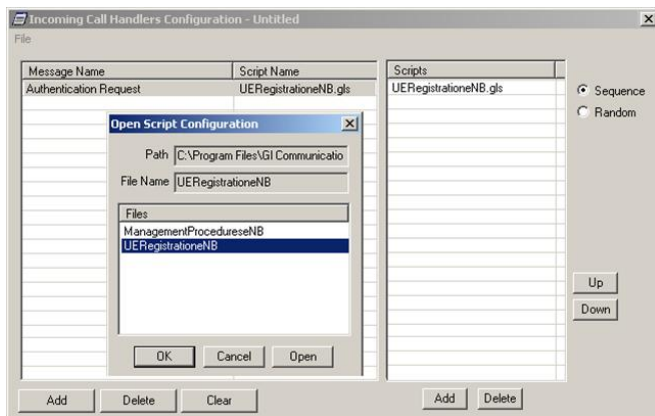 Incoming Call Handlers Configuration - Untitled
File
Message Name Script Name
Authentication Request UERegistrationeNB.gls
Scripts
UERegistrationeNB.gls
Sequence
Random
Open Script Configuration
Path C:\Program Files\GI Communicatio
File Name UERegistrationeNB
Files
ManagementProcedureseNB
UERegistrationeNB
OK Cancel Open
Up
Down
Add Delete Clear
Add Delete